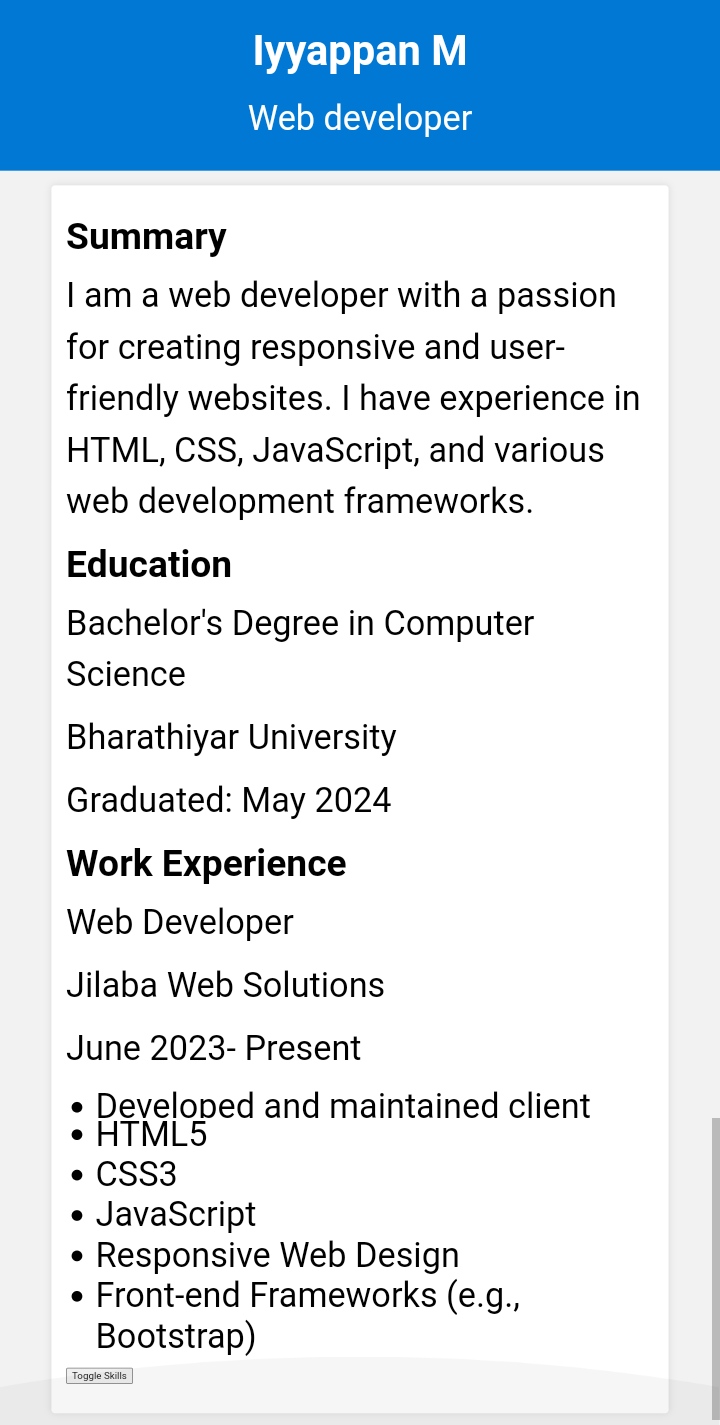 Iyyappan M
Web developer
Summary
I am a web developer with a passion
for creating responsive and user-
friendly websites. I have experience in
HTML, CSS, JavaScript, and various
web development frameworks.
Education
Bachelor's Degree in Computer
Science
Bharathiyar University
Graduated: May 2024
Work Experience
Web Developer
Jilaba Web Solutions
June 2023- Present
• Developed and maintained client
• HTML5
• CSS3
• JavaScript
• Responsive Web Design
• Front-end Frameworks (e.g.,
Bootstrap)
Toggle Skills